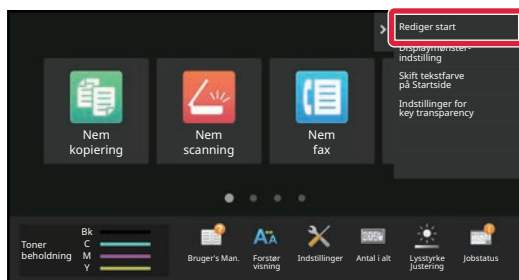 Rediger start
Displaymønster-
indstilling
Skift tekstfarve
på Startside
Indstillinger for
key transparency
Nem
kopiering
Nem
scanning
Nem
fax
Toner
beholdning
Bk
C
M
Y
Bruger's Man.
Forstør
visning
Indstillinger
Antal i alt
Lysstyrke
Justering
Jobstatus